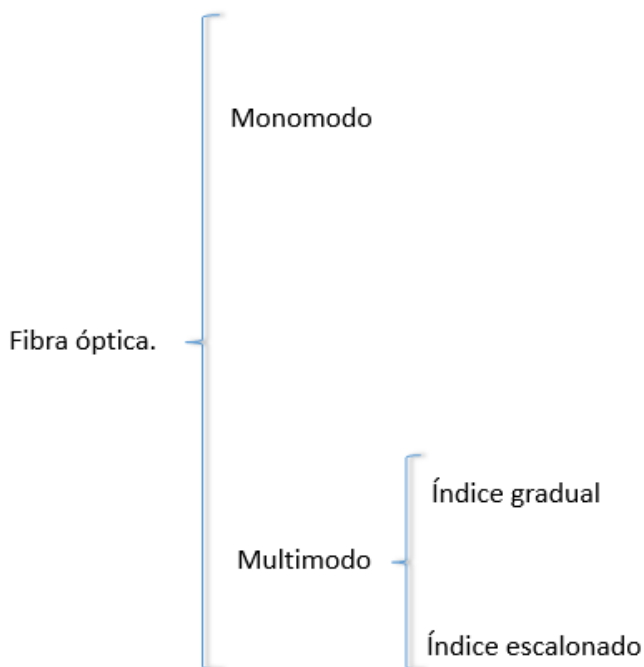 Monomodo
Fibra óptica.
Índice gradual
Multimodo
Índice escalonado